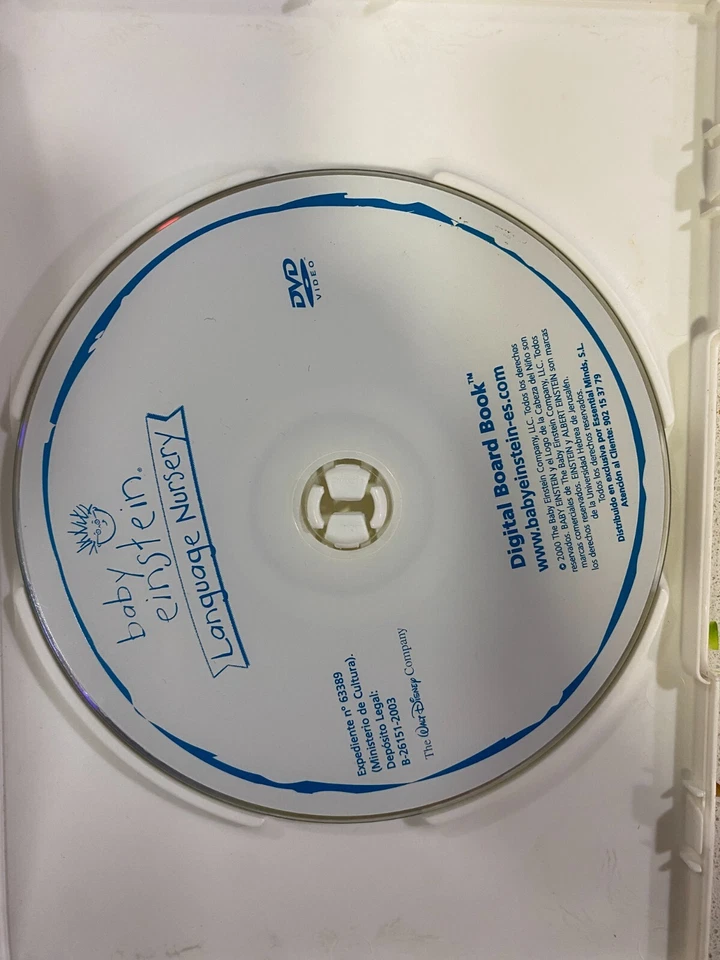 baby
einstein®
Language Nursery
DVD
VIDEO
Expediente nº 63389
(Ministerio de Cultura).
Depósito Legal:
B-26151-2003
The Walt Disney Company
Digital Board Book™
www.babyeinstein-es.com
© 2000 The Baby Einstein Company, LLC. Todos los derechos
reservados. BABY EINSTEIN y el Logo de la Cabeza del Niño son
marcas comerciales de The Baby Einstein Company, LLC. Todos
los derechos reservados. EINSTEIN y ALBERT EINSTEIN son marcas
de la Universidad Hebrea de Jerusalén.
Todos los derechos reservados.
Distribuido en exclusiva por Essential Minds, S.L.
Atención al Cliente: 902 15 37 79